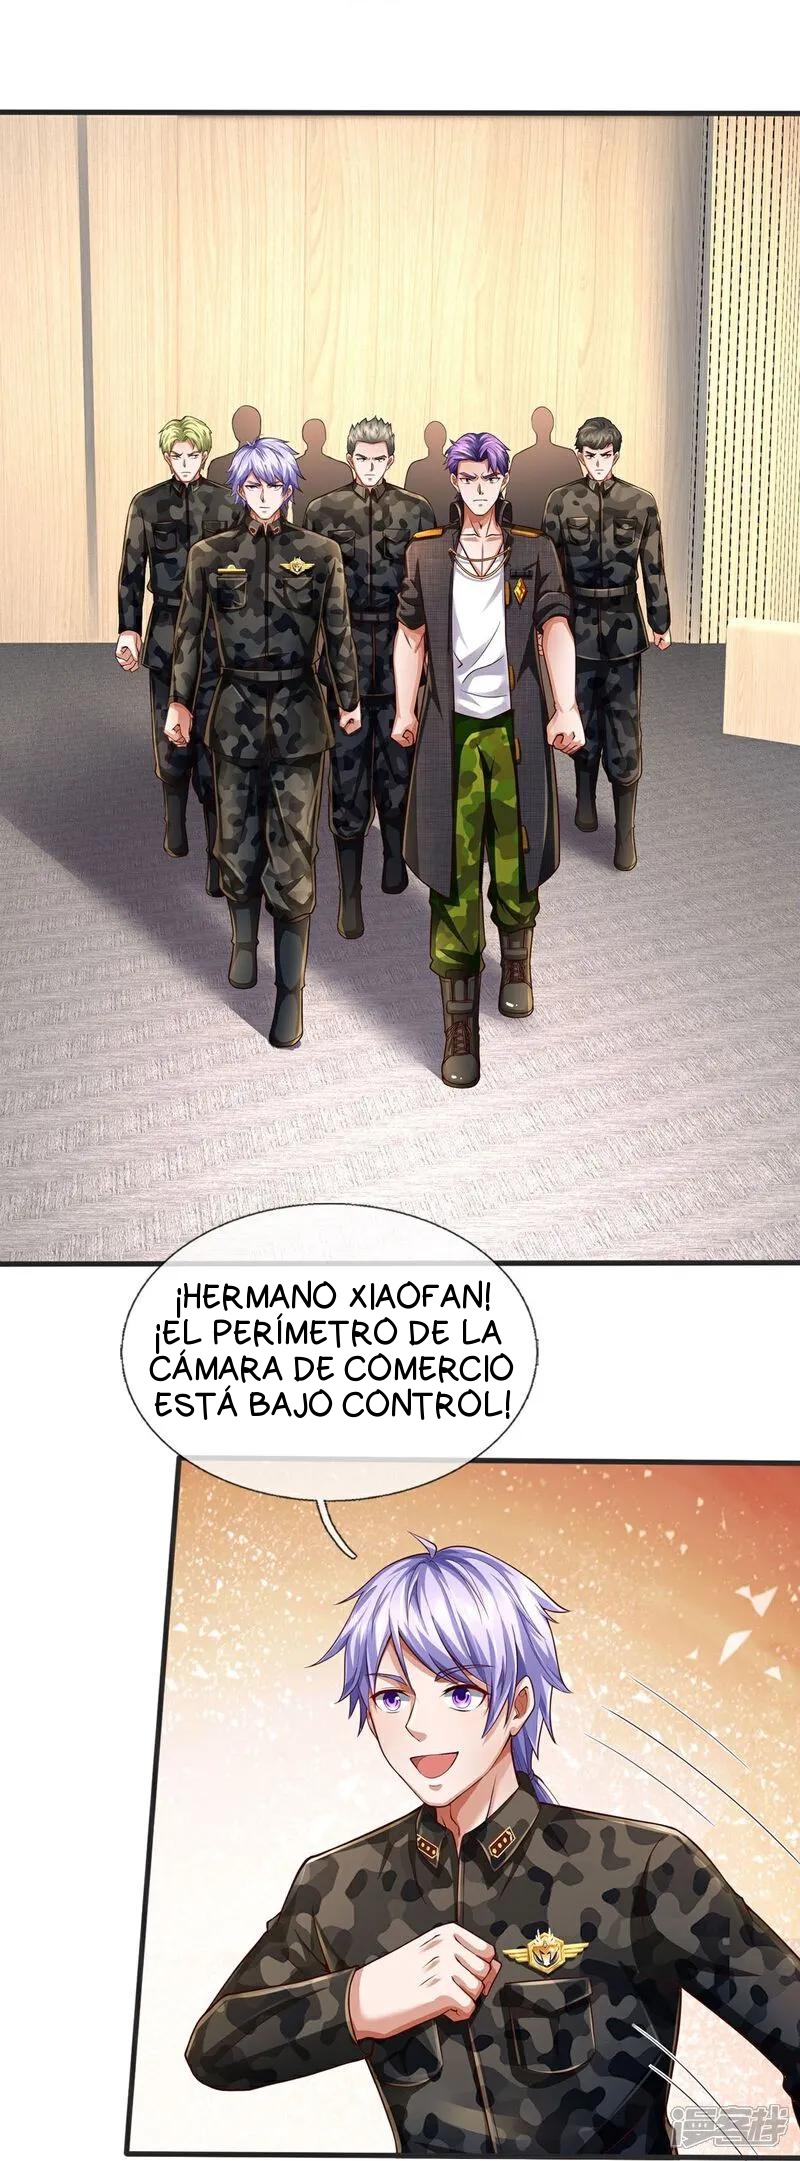 ¡HERMANO XIAOFAN!
¡EL PERÍMETRO DE LA
CÁMARA DE COMERCIO
ESTÁ BAJO CONTROL!
漫客栈